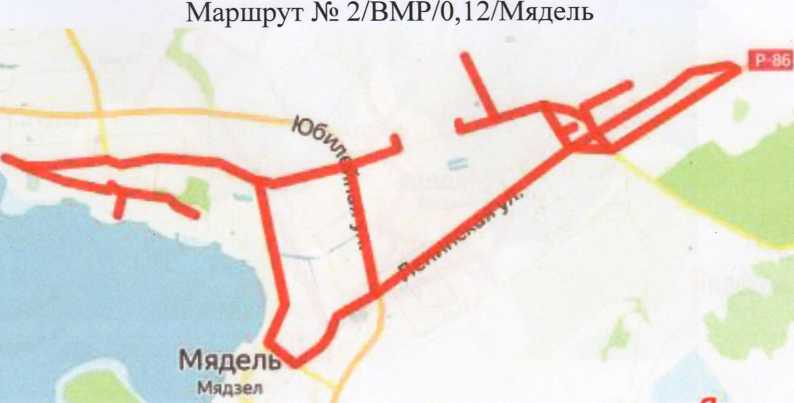 Маршрут № 2/ВМР/0,12/Мядель
Р-86
Юбилейная ул.
Ленинская ул.
Мядель
Мядзел